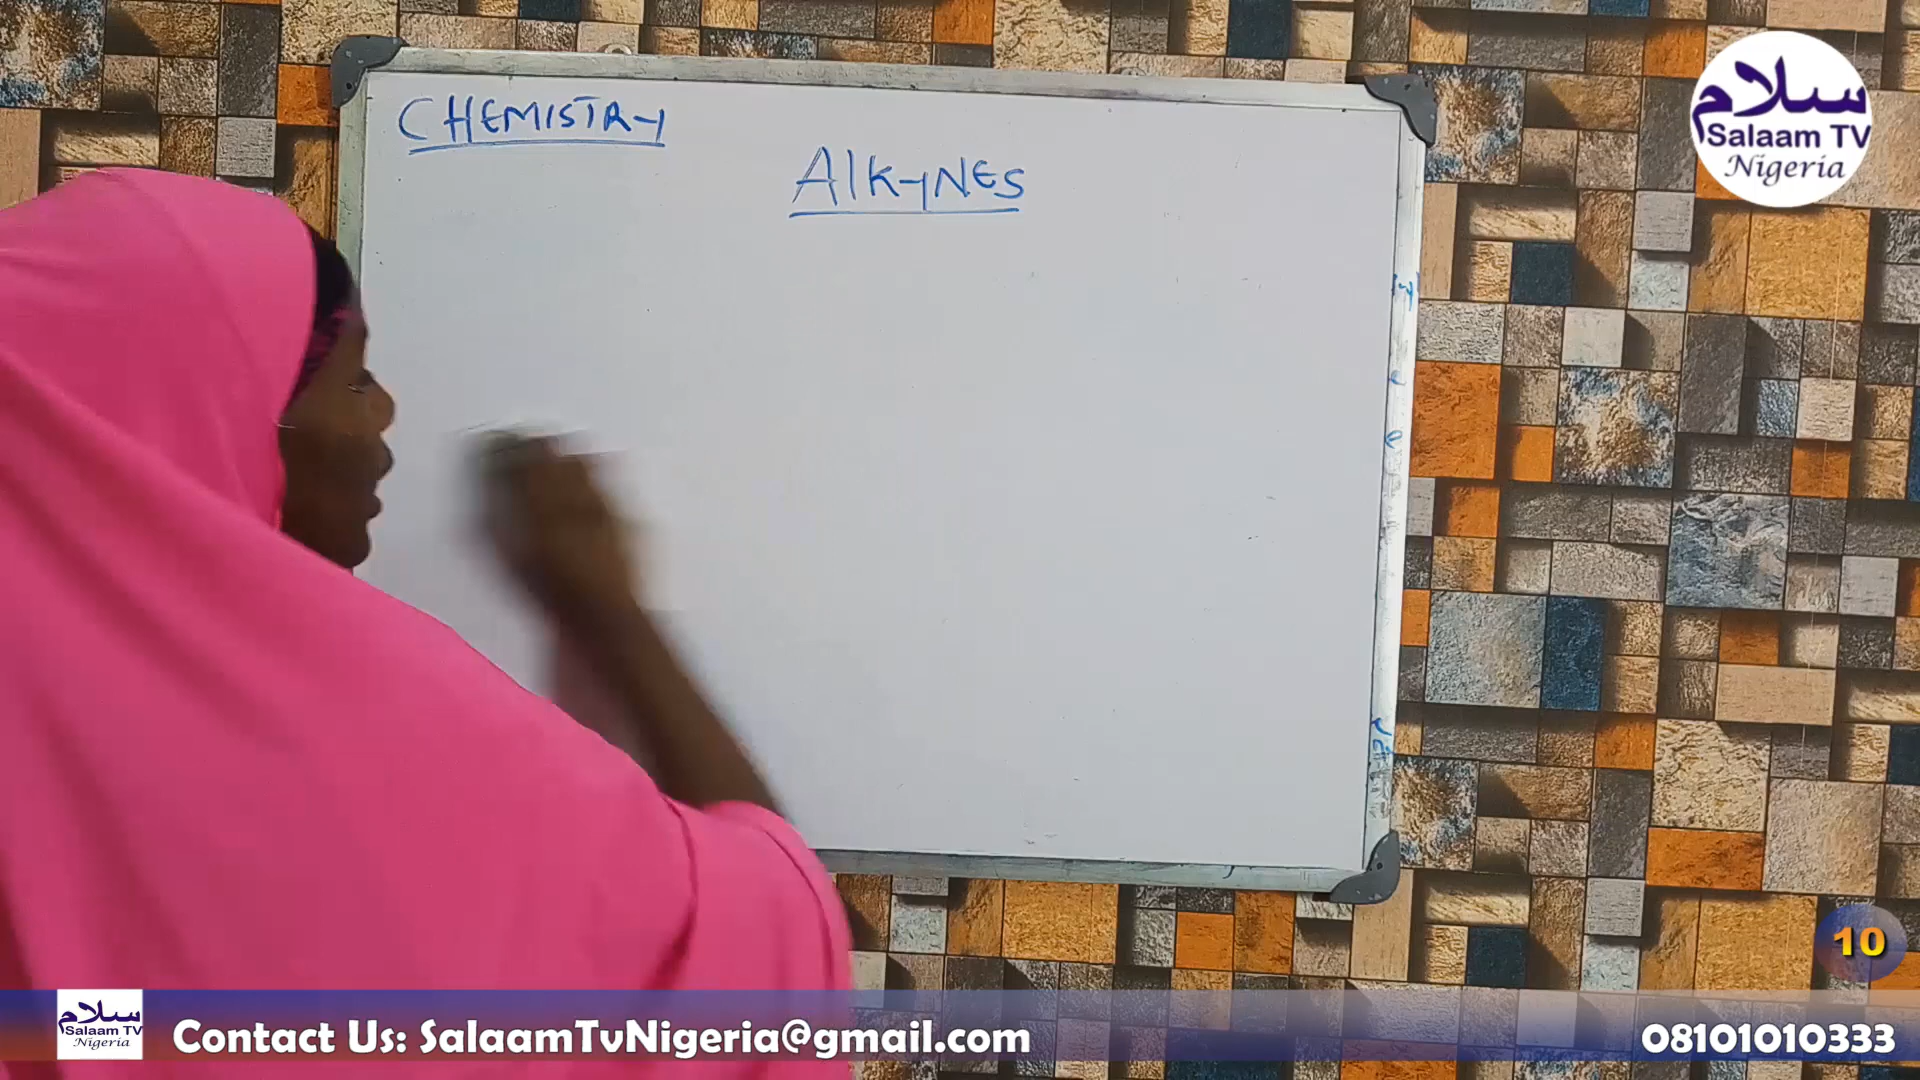 CHEMISTRY
AlkyNES
سلام
Salaam TV
Nigeria
10
سلام
Salaam TV
Nigeria
Contact Us: SalaamTvNigeria@gmail.com
08101010333